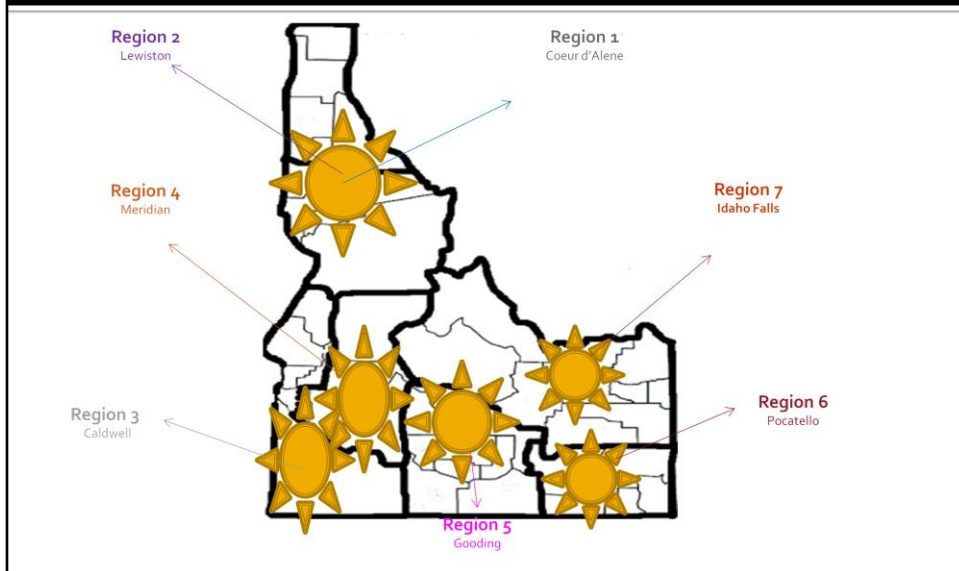 Region 2
Lewiston
Region 1
Coeur d'Alene
Region 4
Meridian
Region 7
Idaho Falls
Region 3
Caldwell
Region 6
Pocatello
Region 5
Gooding